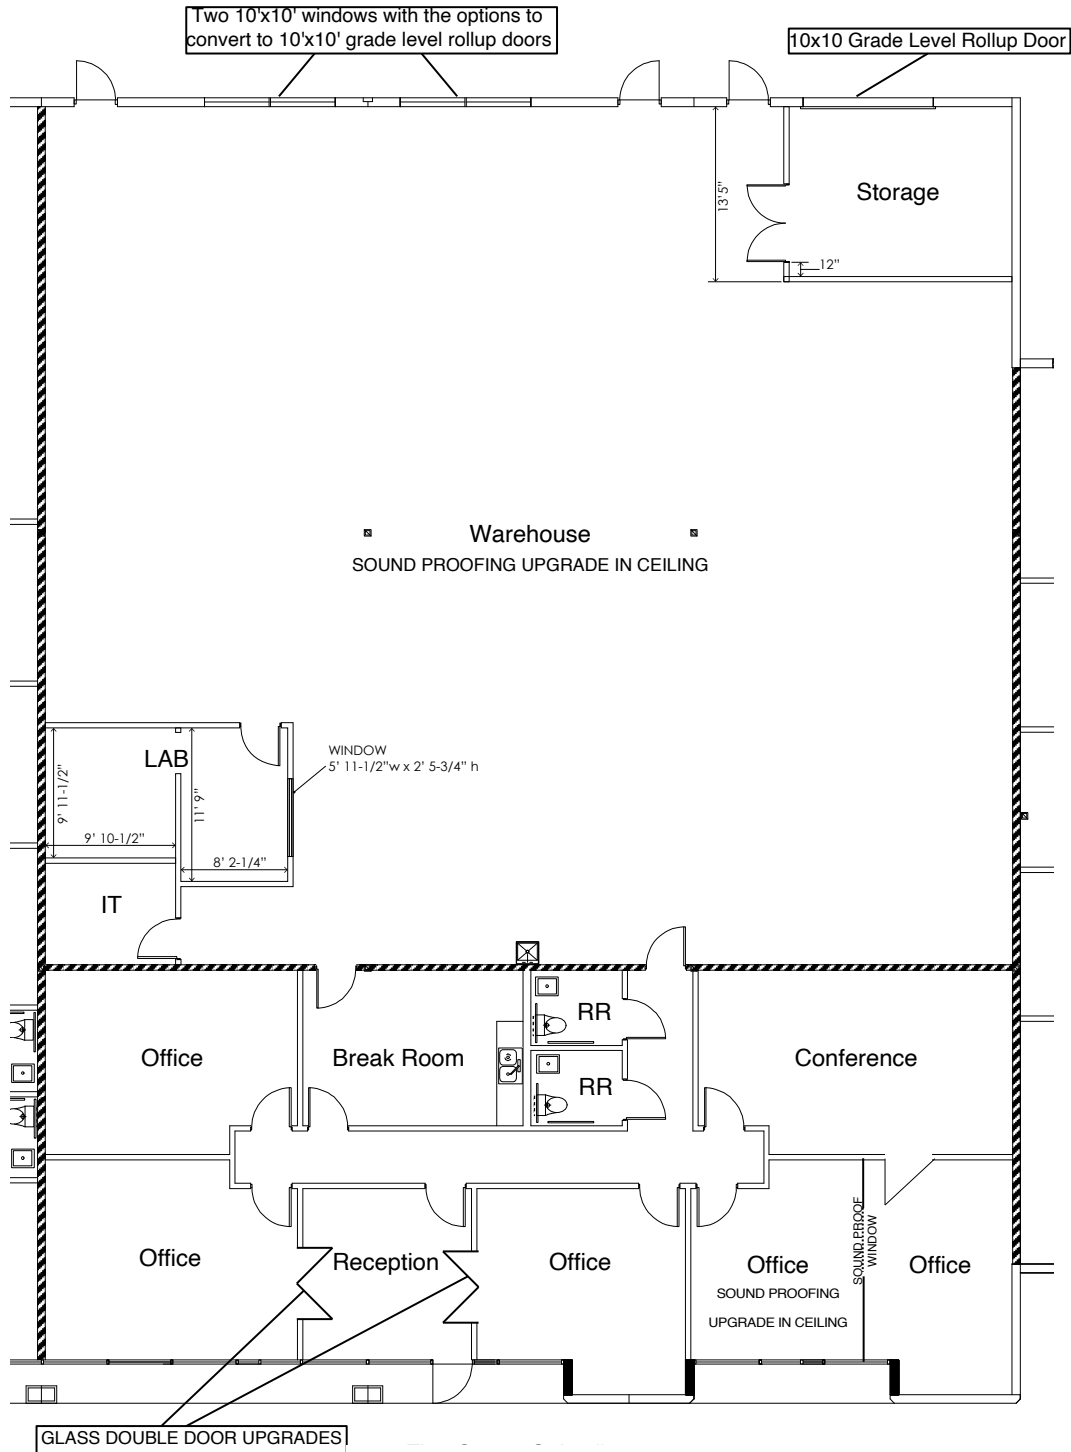 Two 10'x10' windows with the options to
convert to 10'x10' grade level rollup doors
10x10 Grade Level Rollup Door
13'5"
Storage
12"
Warehouse
SOUND PROOFING UPGRADE IN CEILING
LAB
WINDOW
5' 11-1/2"w x 2' 5-3/4" h
9' 11-1/2"
11' 9"
9' 10-1/2"
8' 2-1/4"
IT
RR
Office
Break Room
Conference
RR
SOUND PROOF
WINDOW
Office
Reception
Office
Office
Office
SOUND PROOFING
UPGRADE IN CEILING
GLASS DOUBLE DOOR UPGRADES